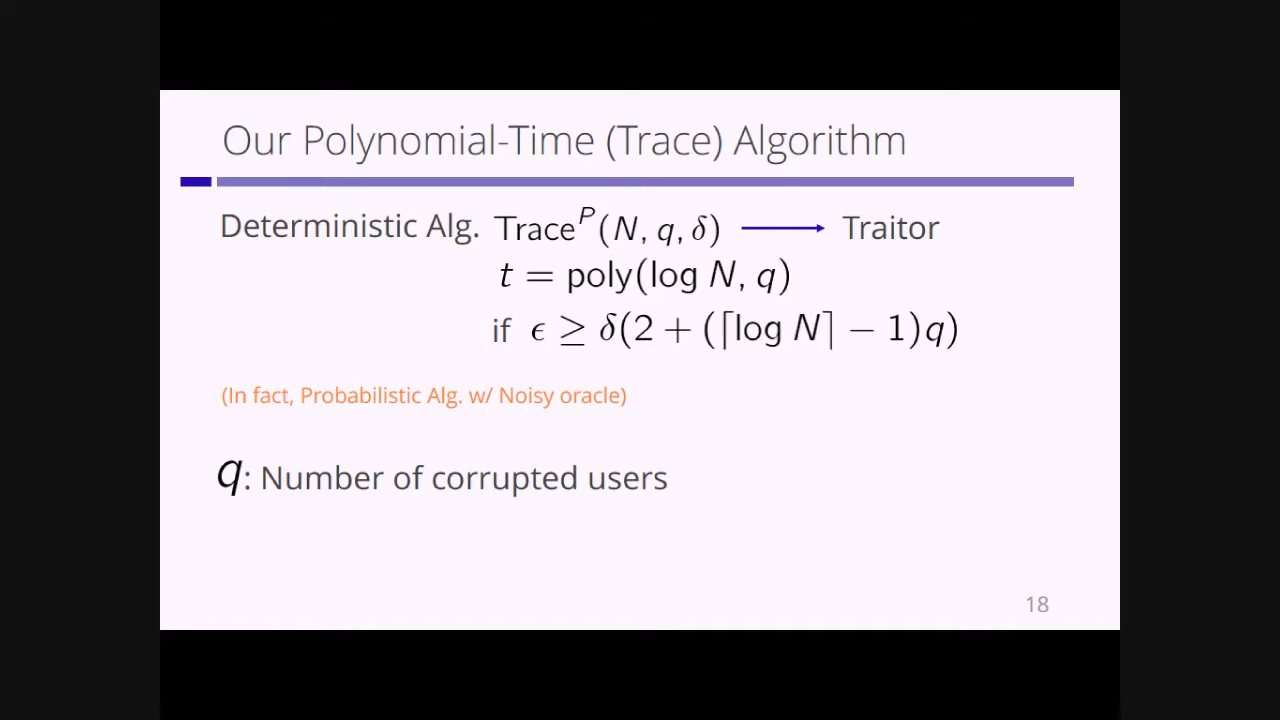 Our Polynomial-Time (Trace) Algorithm
Deterministic Alg. Trace^P(N, q, δ) ⟶ Traitor
t = poly(log N, q)
if ϵ ≥ δ(2 + (⌈log N⌉ − 1)q)
(In fact, Probabilistic Alg. w/ Noisy oracle)
q: Number of corrupted users
18